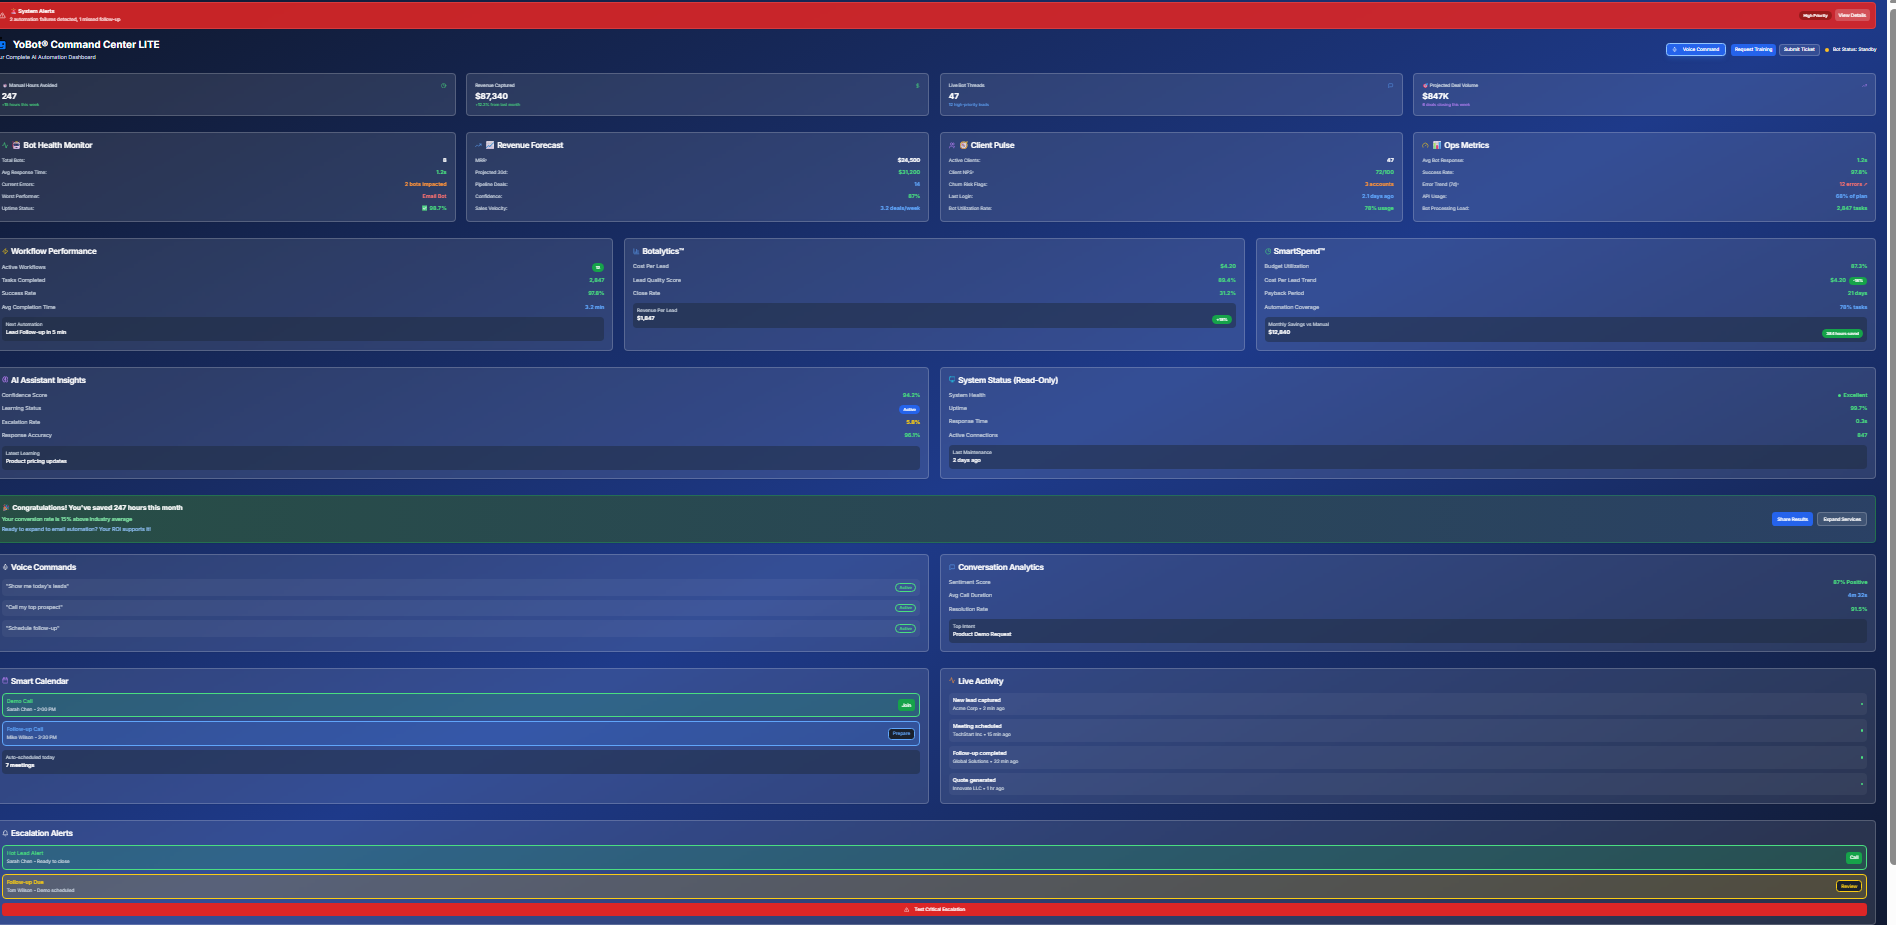 System Alerts
3 automation failures detected, 1 missed follow-up
High Priority
View Details
YoBot® Command Center LITE
ur Complete AI Automation Dashboard
Voice Command
Request Training
Submit Ticket
Bot Status: Standby
Manual Hours Avoided
247
+19 hours this week
Revenue Captured
$
$87,340
from last month
Live Bot Threads
47
12 high-priority leads
Projected Deal Volume
$847K
deals closing this week
Bot Health Monitor
Total Bots:
8
Avg Response Time:
1.3s
Current Errors:
2 bots impacted
Worst Performer:
Email Bot
Uptime Status:
98.7%
Revenue Forecast
MRR:
$24,500
Projected 30d:
$31,200
Pipeline Deals:
14
Confidence:
87%
Sales Velocity:
3.2 deals/week
Client Pulse
Active Clients:
47
Client NPS:
72/100
Churn Risk Flags:
3 accounts
Last Login:
2.1 days ago
Bot Utilization Rate:
78% usage
Ops Metrics
Avg Bot Response:
1.2s
Success Rate:
97.8%
Error Trend (7d):
12 errors
API Usage:
68% of plan
Bot Processing Load:
2,847 tasks
Workflow Performance
Active Workflows
Tasks Completed
2,847
Success Rate
97.8%
Avg Completion Time
3.2 min
Next Automation
Lead Follow-up in 5 min
Botalytics™
Cost Per Lead
$4.20
Lead Quality Score
Close Rate
Revenue Per Lead
$1,847
SmartSpend™
Budget Utilization
87.3%
Cost Per Lead Trend
$4.20
Payback Period
21 days
Automation Coverage
78% tasks
Monthly Savings vs Manual
$12,840
hours saved
AI Assistant Insights
Confidence Score
94.2%
Learning Status
Active
Escalation Rate
5.8%
Response Accuracy
96.1%
Latest Learning
Product pricing updates
System Status (Read-Only)
System Health
Excellent
Uptime
99.7%
Response Time
0.3s
Active Connections
847
Last Maintenance
2 days ago
Congratulations! You've saved 247 hours this month
Your conversion rate is 15% above industry average
Ready to expand to email automation? Your ROI supports it!
Share Results
Expand Services
Voice Commands
"Show me today's leads"
Active
"Call my top prospect"
Active
"Schedule follow-up"
Active
Conversation Analytics
Sentiment Score
87% Positive
Avg Call Duration
4m 32s
Resolution Rate
91.5%
Top Intent
Product Demo Request
Smart Calendar
Demo Call
Sarah Chen - 2:00 PM
Join
Follow-up Call
Mike Wilson - 3:30 PM
Prepare
Auto-scheduled today
7 meetings
Live Activity
New lead captured
Acme Corp • 2 min ago
Meeting scheduled
TechStart Inc • 15 min ago
Follow-up completed
Global Solutions • 32 min ago
Quote generated
Innovate LLC • 1 hr ago
Escalation Alerts
Hot Lead Alert
Sarah Chen - Ready to close
Call
Follow-up Due
Tom Wilson - Demo scheduled
Review
Test Critical Escalation